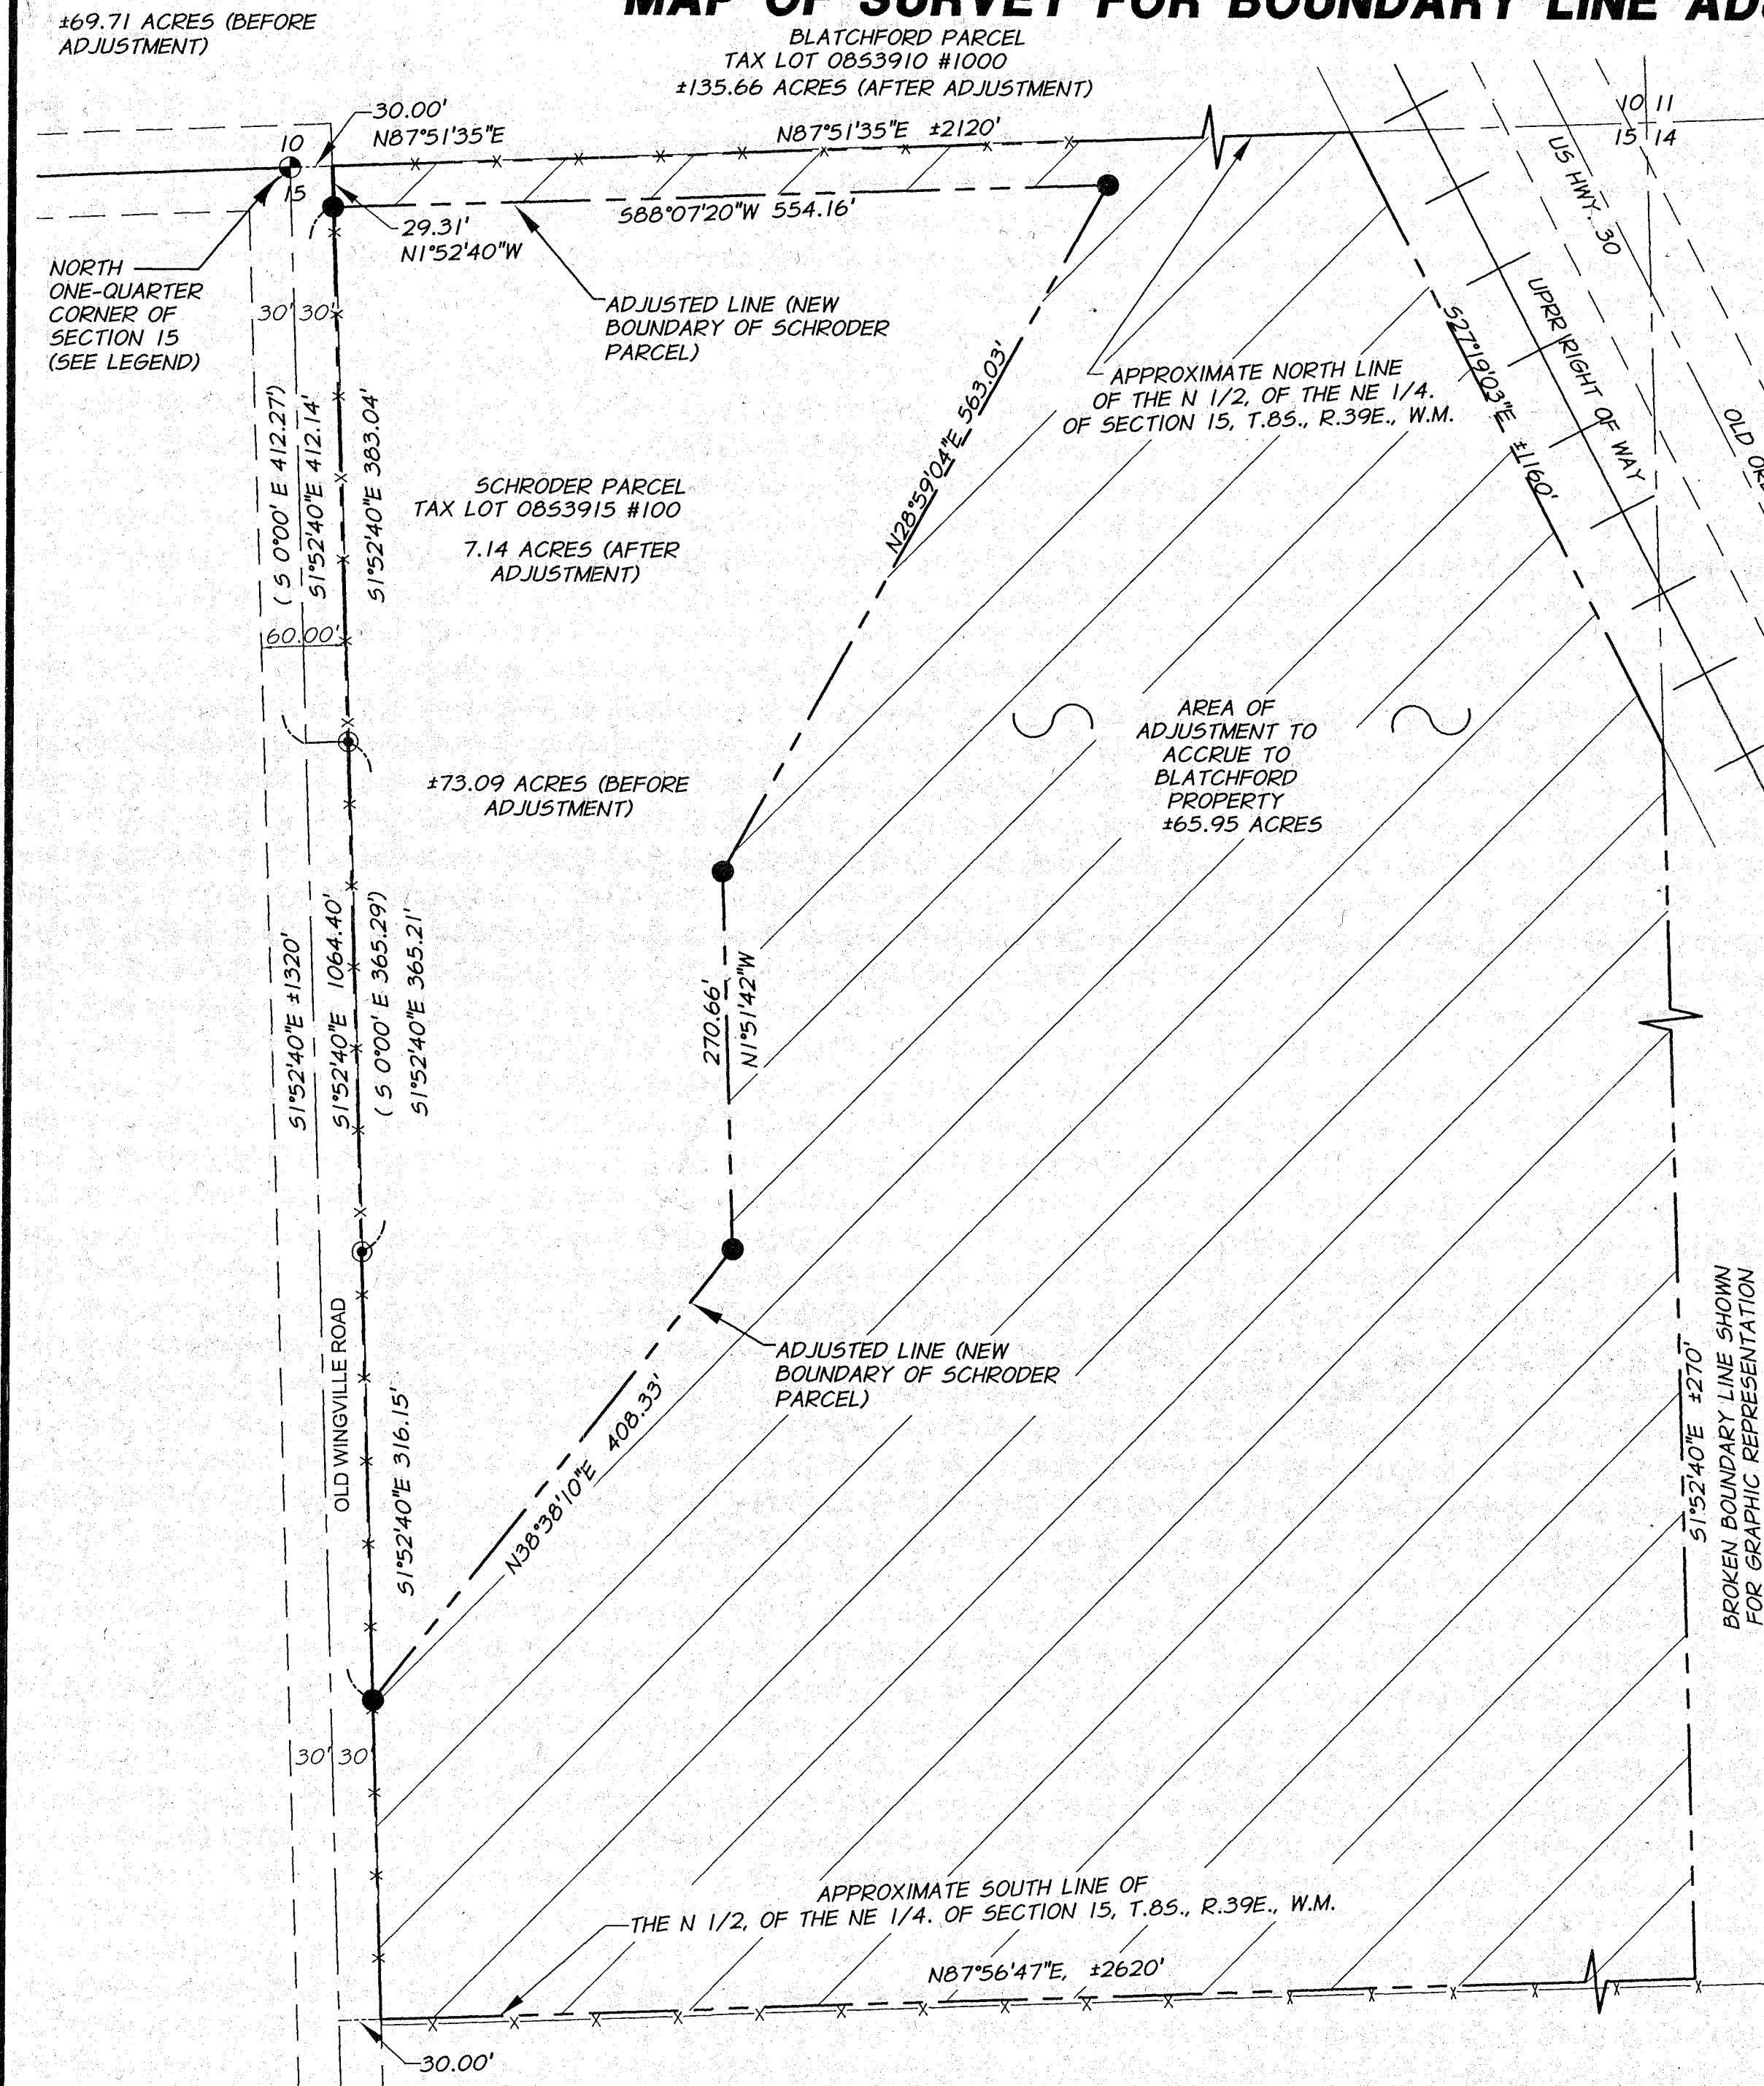 MAP OF SURVEY FOR BOUNDARY LINE
±69.71 ACRES (BEFORE
ADJUSTMENT)
BLATCHFORD PARCEL
TAX LOT 08S3910 #1000
±135.66 ACRES (AFTER ADJUSTMENT)
30.00'
N87°51'35"E
N87°51'35"E ±2120'
10
15
10 11
15 14
US HWY. 30
UPRR RIGHT OF WAY
29.31'
N1°52'40"W
S88°07'20"W 554.16'
NORTH
ONE-QUARTER
CORNER OF
SECTION 15
(SEE LEGEND)
30' 30'
ADJUSTED LINE (NEW
BOUNDARY OF SCHRODER
PARCEL)
APPROXIMATE NORTH LINE
OF THE N 1/2, OF THE NE 1/4.
OF SECTION 15, T.8S., R.39E., W.M.
S27°19'03"E ±1160'
OLD
N28°59'04"E 563.03'
(S 0°00' E 412.27')
S1°52'40"E 412.14'
S1°52'40"E 383.04'
SCHRODER PARCEL
TAX LOT 08S3915 #100
7.14 ACRES (AFTER
ADJUSTMENT)
60.00'
±73.09 ACRES (BEFORE
ADJUSTMENT)
AREA OF
ADJUSTMENT TO
ACCRUE TO
BLATCHFORD
PROPERTY
±65.95 ACRES
S1°52'40"E ±1320'
S1°52'40"E 1064.40'
(S 0°00' E 365.29')
S1°52'40"E 365.21'
270.66'
N1°51'42"W
OLD WINGVILLE ROAD
S1°52'40"E 316.15'
N38°38'10"E 408.33'
ADJUSTED LINE (NEW
BOUNDARY OF SCHRODER
PARCEL)
S1°52'40"E ±270'
BROKEN BOUNDARY LINE SHOWN
FOR GRAPHIC REPRESENTATION
30' 30'
APPROXIMATE SOUTH LINE OF
THE N 1/2, OF THE NE 1/4. OF SECTION 15, T.8S., R.39E., W.M.
N87°56'47"E, ±2620'
30.00'